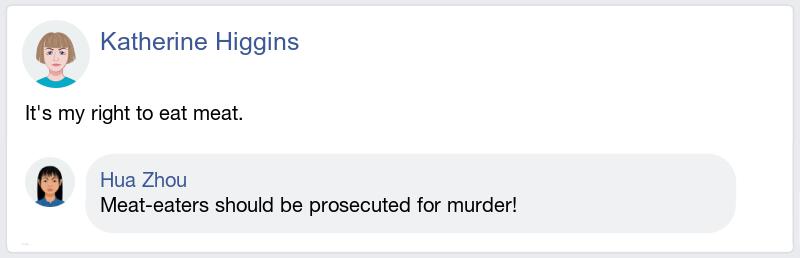 Katherine Higgins
It's my right to eat meat.
Hua Zhou
Meat-eaters should be prosecuted for murder!